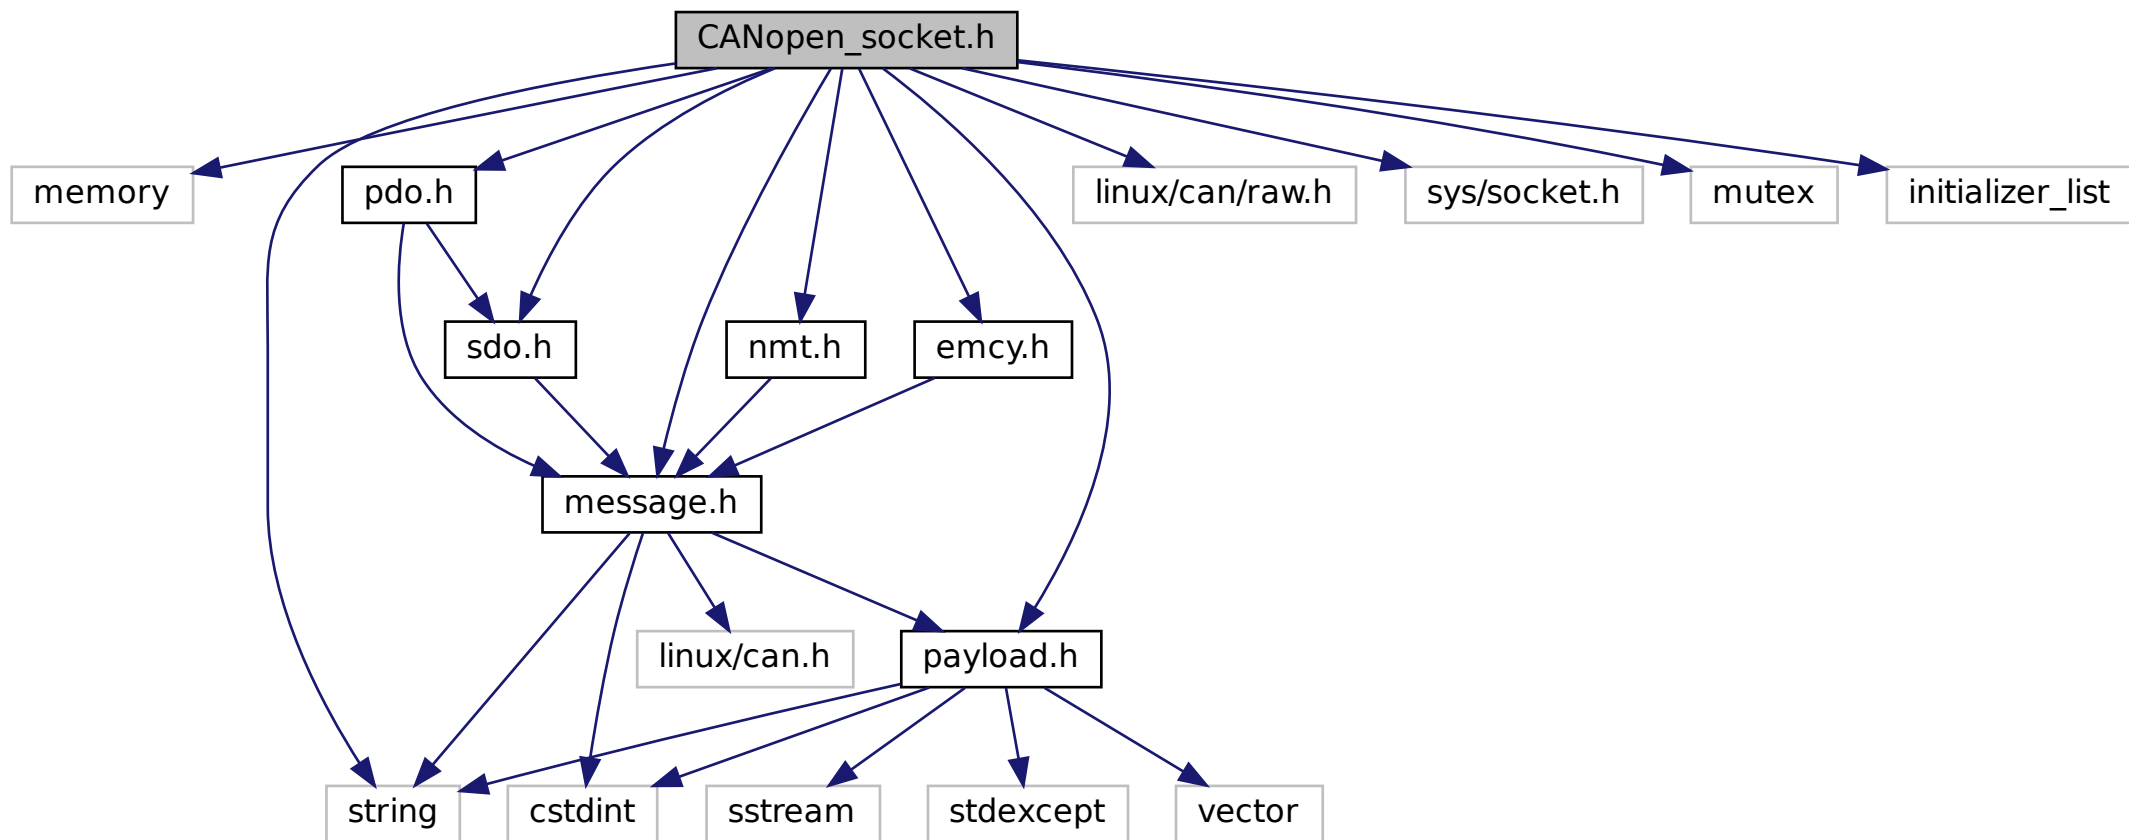 CANopen_socket.h
memory
pdo.h
linux/can/raw.h
sys/socket.h
mutex
initializer_list
sdo.h
nmt.h
emcy.h
message.h
linux/can.h
payload.h
string
cstdint
sstream
stdexcept
vector